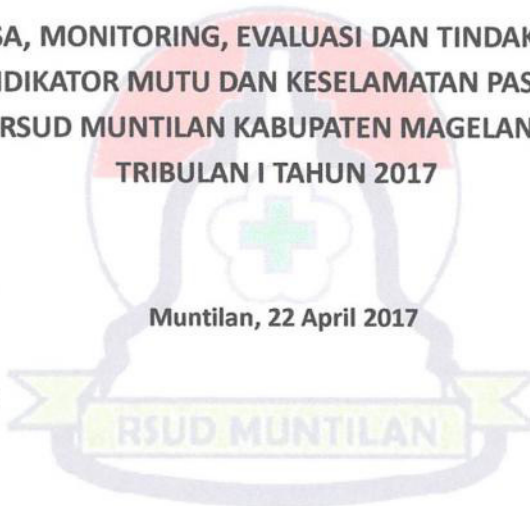 SA, MONITORING, EVALUASI DAN TINDAK
NDIKATOR MUTU DAN KESELAMATAN PAS
RSUD MUNTILAN KABUPATEN MAGELAN
TRIBULAN I TAHUN 2017
Muntilan, 22 April 2017
RSUD MUNTILAN